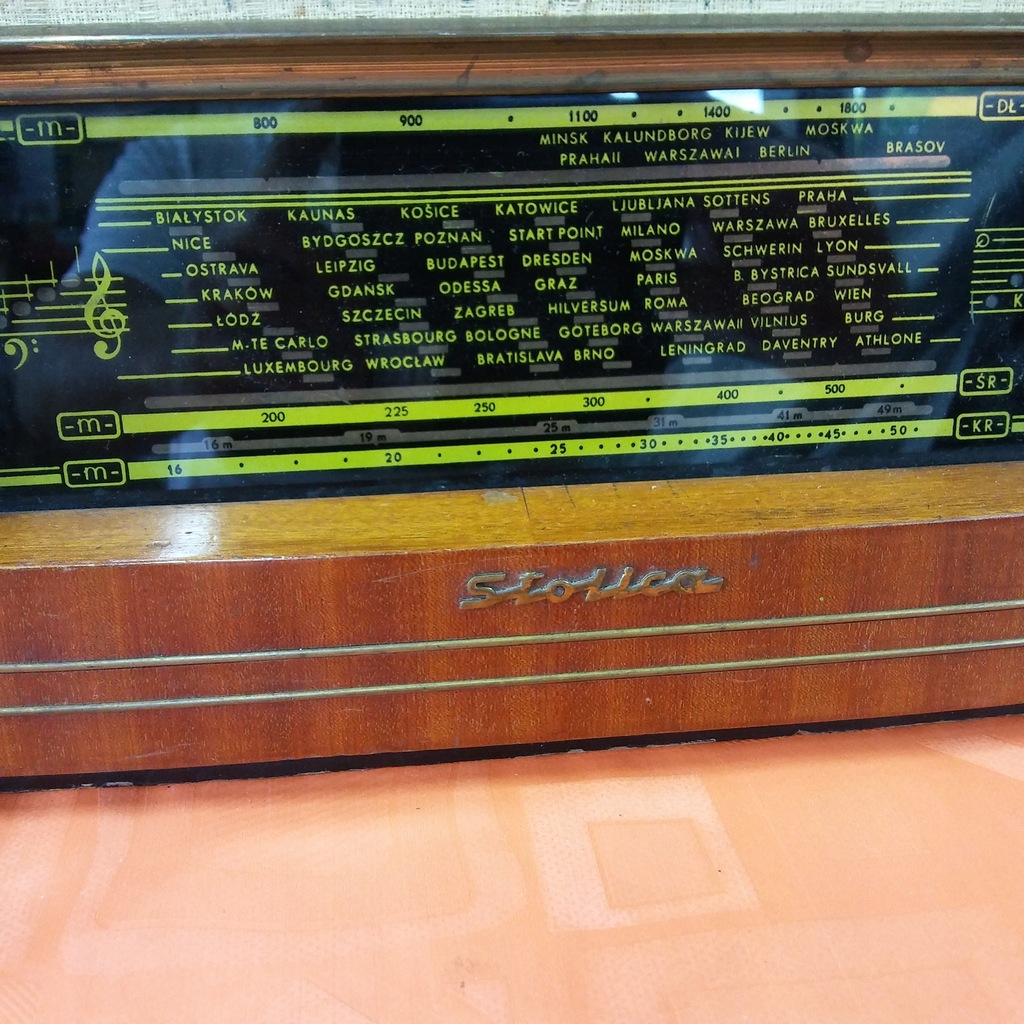 -m- 800 900 1100 1400 1800 -DŁ-
MINSK KALUNDBORG KIJEW MOSKWA
PRAHAII WARSZAWAI BERLIN BRASOV
BIAŁYSTOK KAUNAS KOŠICE KATOWICE LJUBLJANA SOTTENS PRAHA
NICE BYDGOSZCZ POZNAŃ START POINT MILANO WARSZAWA BRUXELLES
OSTRAVA LEIPZIG BUDAPEST DRESDEN MOSKWA SCHWERIN LYON
KRAKÓW GDAŃSK ODESSA GRAZ PARIS B. BYSTRICA SUNDSVALL
ŁÓDŹ SZCZECIN ZAGREB HILVERSUM ROMA BEOGRAD WIEN
M-TE CARLO STRASBOURG BOLOGNE GÖTEBORG WARSZAWAII VILNIUS BURG
LUXEMBOURG WROCŁAW BRATISLAVA BRNO LENINGRAD DAVENTRY ATHLONE
K
-m- 200 225 250 300 400 500 -ŚR-
16 m 19 m 25 m 31 m 41 m 49 m
-m- 16 20 25 30 35 40 45 50 -KR-
Stolica